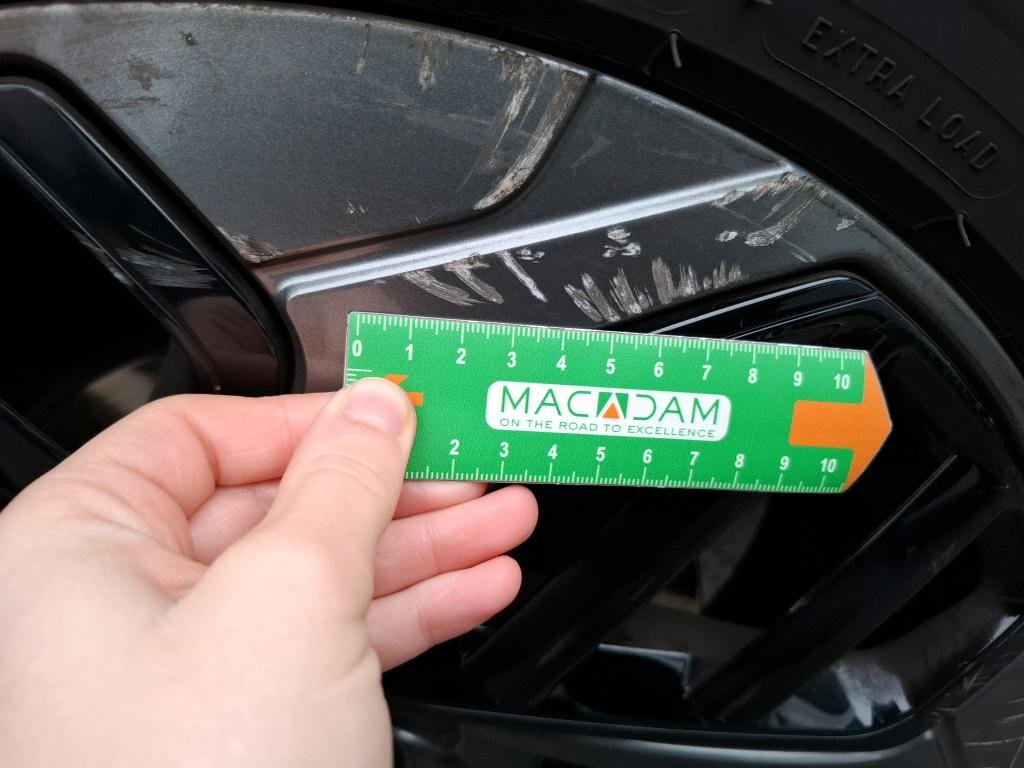 EXTRA LOAD
0 1 2 3 4 5 6 7 8 9 10
MACADAM
ON THE ROAD TO EXCELLENCE
2 3 4 5 6 7 8 9 10